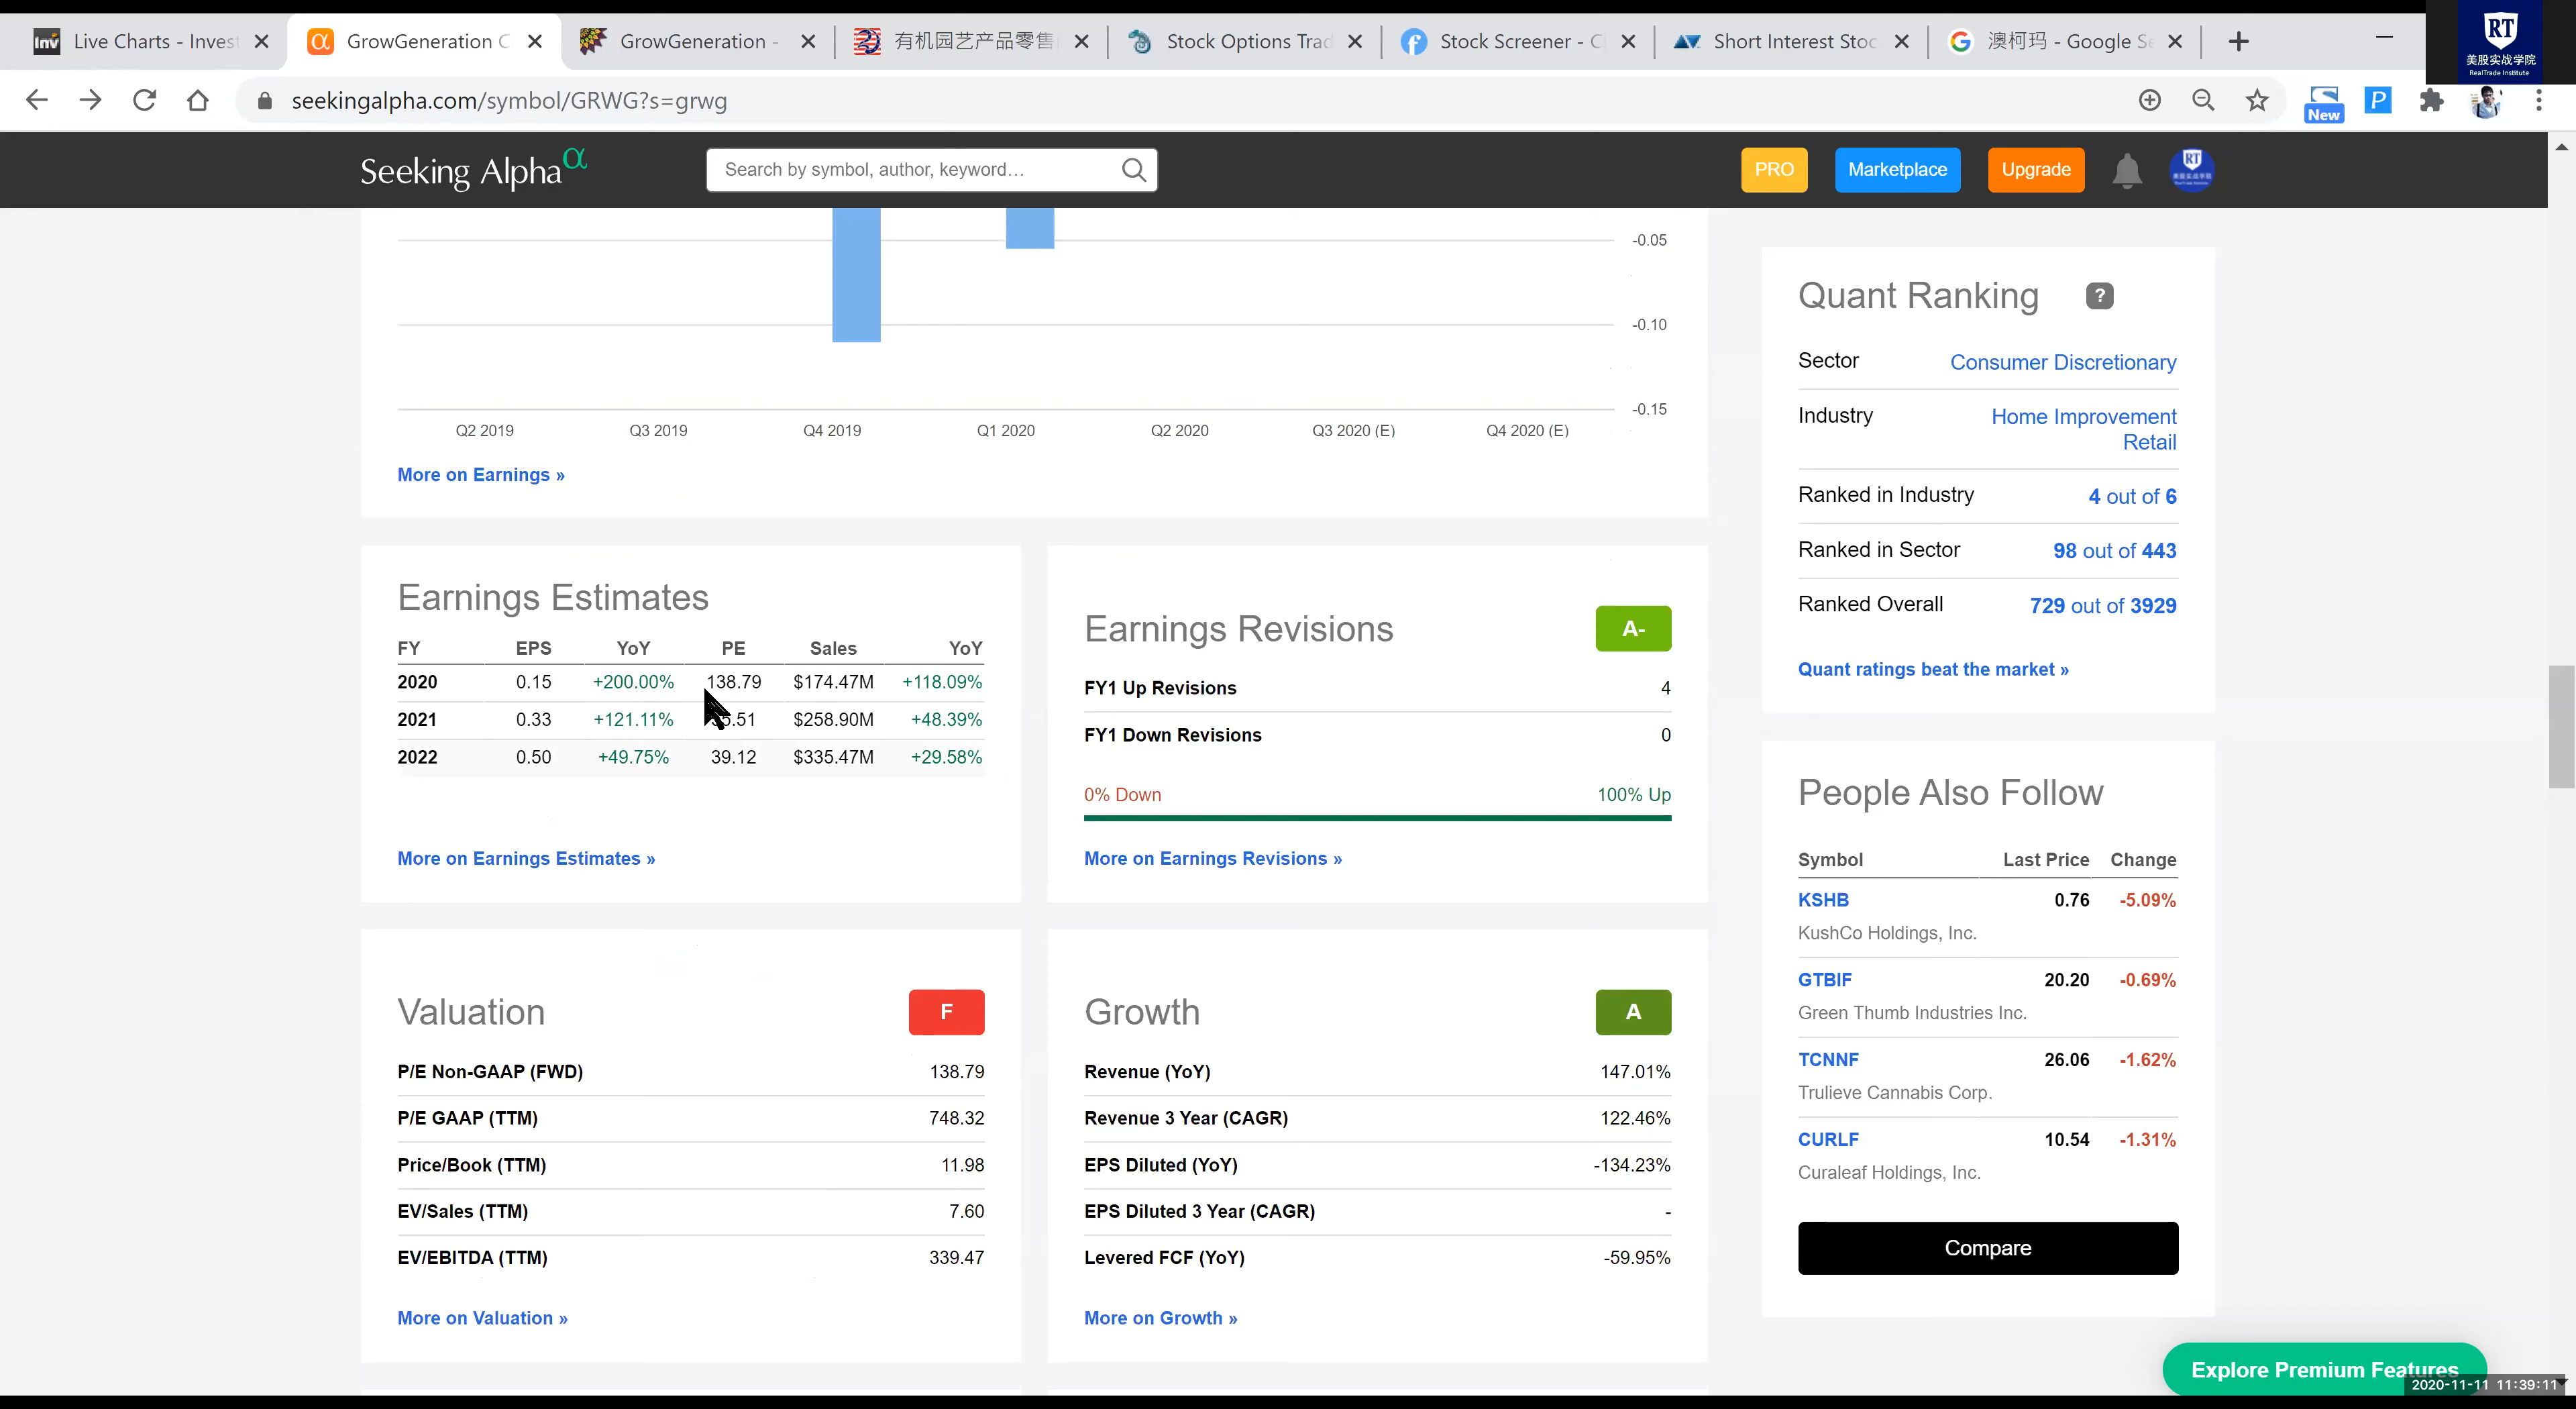 Live Charts - Invest
GrowGeneration C
GrowGeneration -
有机园艺产品零售
Stock Options Trad
Stock Screener - C
Short Interest Stoc
澳柯玛 - Google Se
RT
美股实战学院
RealTrade Institute
seekingalpha.com/symbol/GRWG?s=grwg
New
Seeking Alpha α
Search by symbol, author, keyword...
PRO
Marketplace
Upgrade
-0.05
-0.10
-0.15
Q2 2019 Q3 2019 Q4 2019 Q1 2020 Q2 2020 Q3 2020 (E) Q4 2020 (E)
More on Earnings »
Earnings Estimates
FY EPS YoY PE Sales YoY
2020 0.15 +200.00% 138.79 $174.47M +118.09%
2021 0.33 +121.11% $258.90M +48.39%
2022 0.50 +49.75% 39.12 $335.47M +29.58%
More on Earnings Estimates »
Earnings Revisions A-
FY1 Up Revisions 4
FY1 Down Revisions 0
0% Down 100% Up
More on Earnings Revisions »
Valuation F
P/E Non-GAAP (FWD) 138.79
P/E GAAP (TTM) 748.32
Price/Book (TTM) 11.98
EV/Sales (TTM) 7.60
EV/EBITDA (TTM) 339.47
More on Valuation »
Growth A
Revenue (YoY) 147.01%
Revenue 3 Year (CAGR) 122.46%
EPS Diluted (YoY) -134.23%
EPS Diluted 3 Year (CAGR) -
Levered FCF (YoY) -59.95%
More on Growth »
Quant Ranking ?
Sector Consumer Discretionary
Industry Home Improvement
Retail
Ranked in Industry 4 out of 6
Ranked in Sector 98 out of 443
Ranked Overall 729 out of 3929
Quant ratings beat the market »
People Also Follow
Symbol Last Price Change
KSHB 0.76 -5.09%
KushCo Holdings, Inc.
GTBIF 20.20 -0.69%
Green Thumb Industries Inc.
TCNNF 26.06 -1.62%
Trulieve Cannabis Corp.
CURLF 10.54 -1.31%
Curaleaf Holdings, Inc.
Compare
Explore Premium Features
2020-11-11 11:39:11